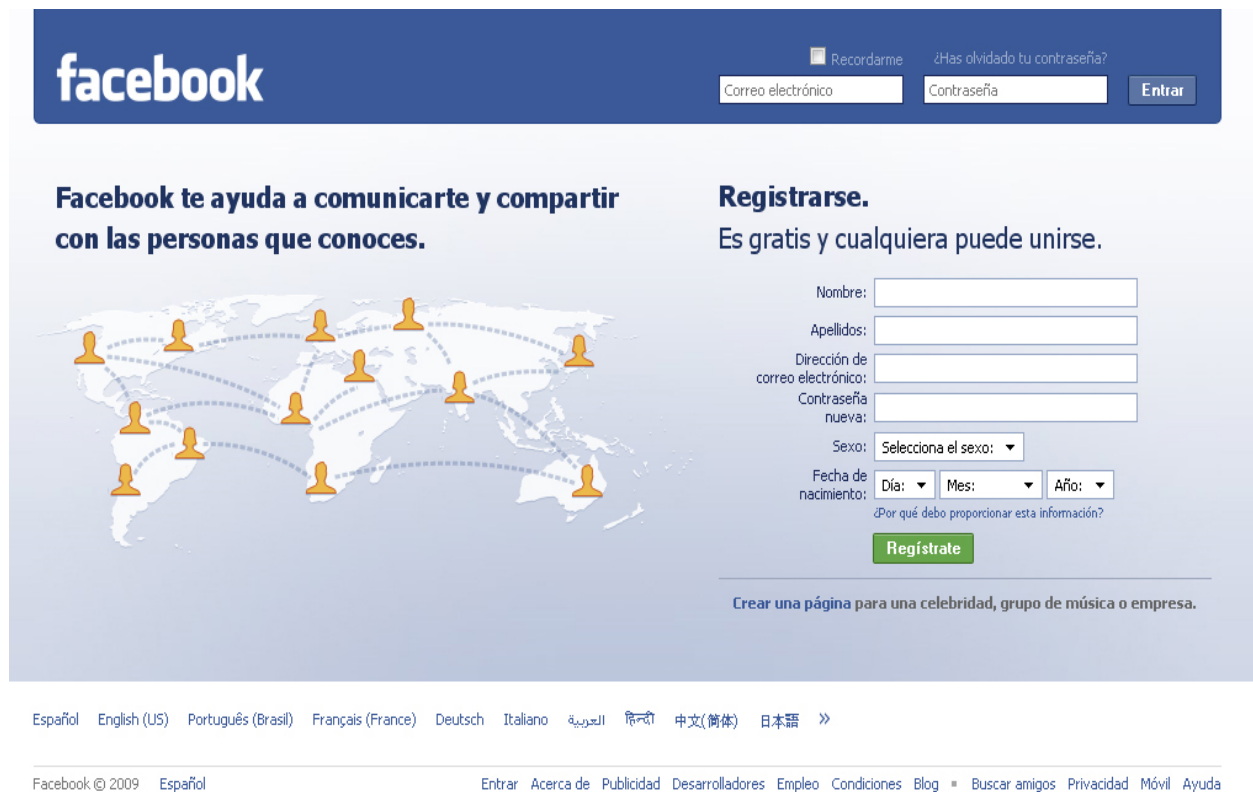 facebook
Recordarme ¿Has olvidado tu contraseña?
Correo electrónico Contraseña Entrar
Facebook te ayuda a comunicarte y compartir
con las personas que conoces.
Registrarse.
Es gratis y cualquiera puede unirse.
Nombre:
Apellidos:
Dirección de
correo electrónico:
Contraseña
nueva:
Sexo: Selecciona el sexo:
Fecha de
nacimiento: Día: Mes: Año:
¿Por qué debo proporcionar esta información?
Regístrate
Crear una página para una celebridad, grupo de música o empresa.
Español English (US) Português (Brasil) Français (France) Deutsch Italiano العربية हिन्दी 中文(简体) 日本語 »
Facebook © 2009 Español Entrar Acerca de Publicidad Desarrolladores Empleo Condiciones Blog ▪ Buscar amigos Privacidad Móvil Ayuda